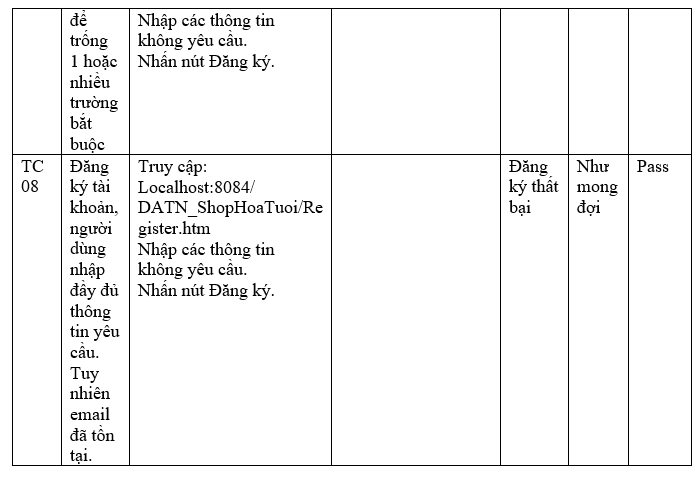 để
trống
1 hoặc
nhiều
trường
bắt
buộc
Nhập các thông tin
không yêu cầu.
Nhấn nút Đăng ký.
TC
08
Đăng
ký tài
khoản,
người
dùng
nhập
đầy đủ
thông
tin yêu
cầu.
Tuy
nhiên
email
đã tồn
tại.
Truy cập:
Localhost:8084/
DATN_ShopHoaTuoi/Re
gister.htm
Nhập các thông tin
không yêu cầu.
Nhấn nút Đăng ký.
Đăng
ký thất
bại
Như
mong
đợi
Pass